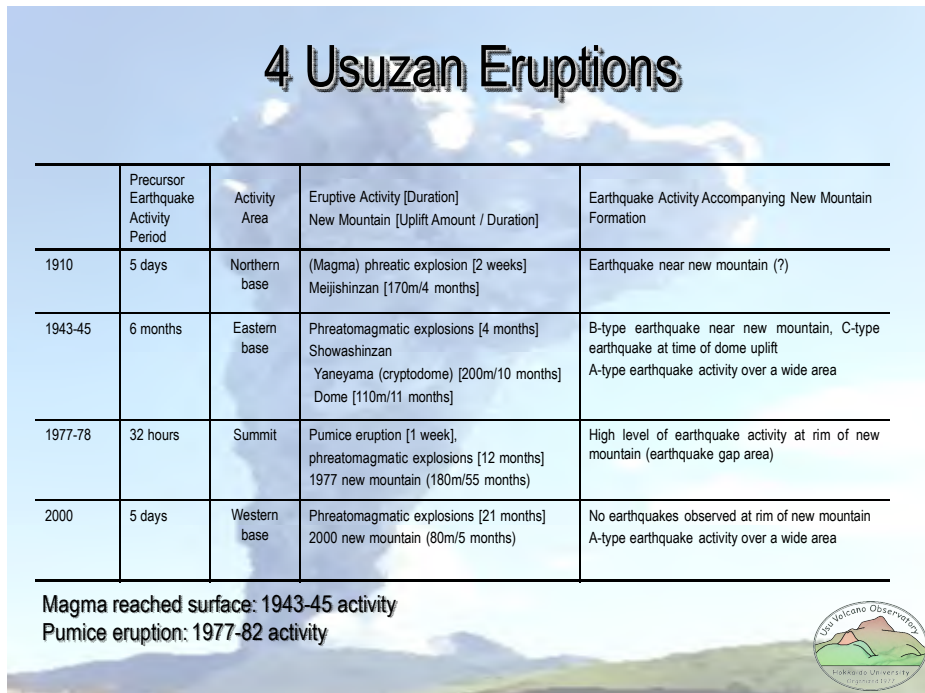 4 Usuzan Eruptions
Precursor
Earthquake
Activity
Period
Activity
Area
Eruptive Activity [Duration]
New Mountain [Uplift Amount / Duration]
Earthquake Activity Accompanying New Mountain
Formation
1910
5 days
Northern
base
(Magma) phreatic explosion [2 weeks]
Meijishinzan [170m/4 months]
Earthquake near new mountain (?)
1943-45
6 months
Eastern
base
Phreatomagmatic explosions [4 months]
Showashinzan
Yaneyama (cryptodome) [200m/10 months]
Dome [110m/11 months]
B-type earthquake near new mountain, C-type
earthquake at time of dome uplift
A-type earthquake activity over a wide area
1977-78
32 hours
Summit
Pumice eruption [1 week],
phreatomagmatic explosions [12 months]
1977 new mountain (180m/55 months)
High level of earthquake activity at rim of new
mountain (earthquake gap area)
2000
5 days
Western
base
Phreatomagmatic explosions [21 months]
2000 new mountain (80m/5 months)
No earthquakes observed at rim of new mountain
A-type earthquake activity over a wide area
Magma reached surface: 1943-45 activity
Pumice eruption: 1977-82 activity
Usu Volcano Observatory
Hokkaido University